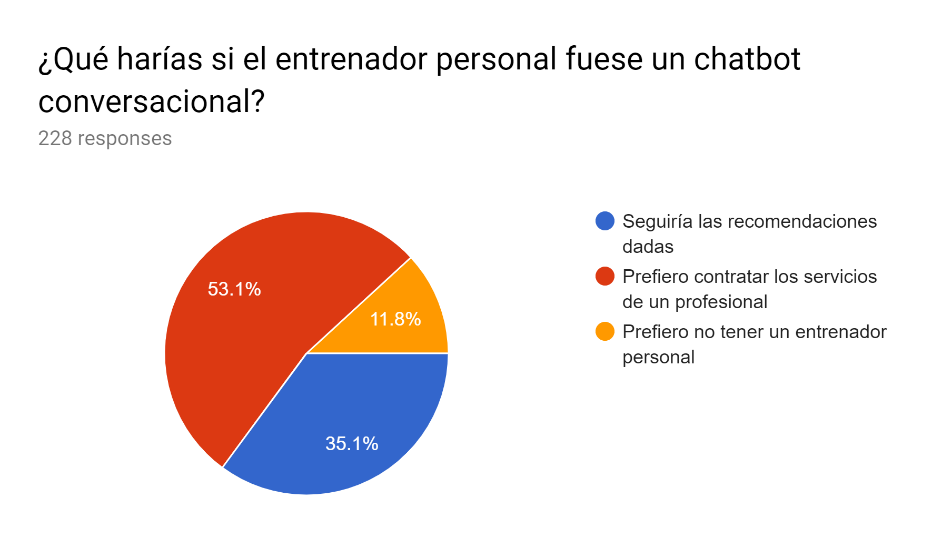 ¿Qué harías si el entrenador personal fuese un chatbot
conversacional?
228 responses
53.1%
11.8%
35.1%
Seguiría las recomendaciones
dadas
Prefiero contratar los servicios
de un profesional
Prefiero no tener un entrenador
personal